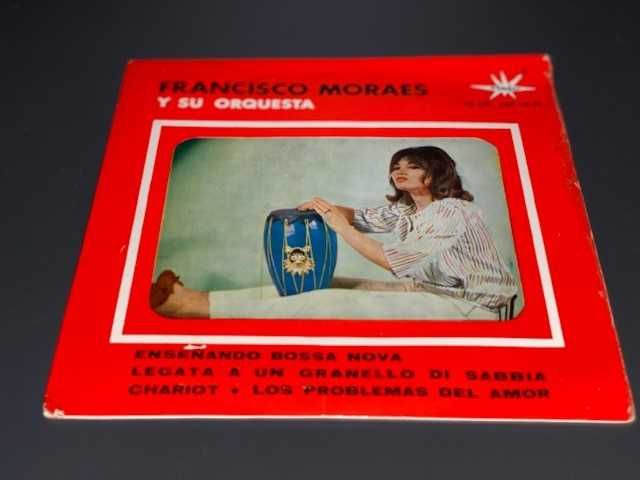 FRANCISCO MORAES
Y SU ORQUESTA
ENSEÑANDO BOSSA NOVA
LEGATA A UN GRANELLO DI SABBIA
CHARIOT + LOS PROBLEMAS DEL AMOR